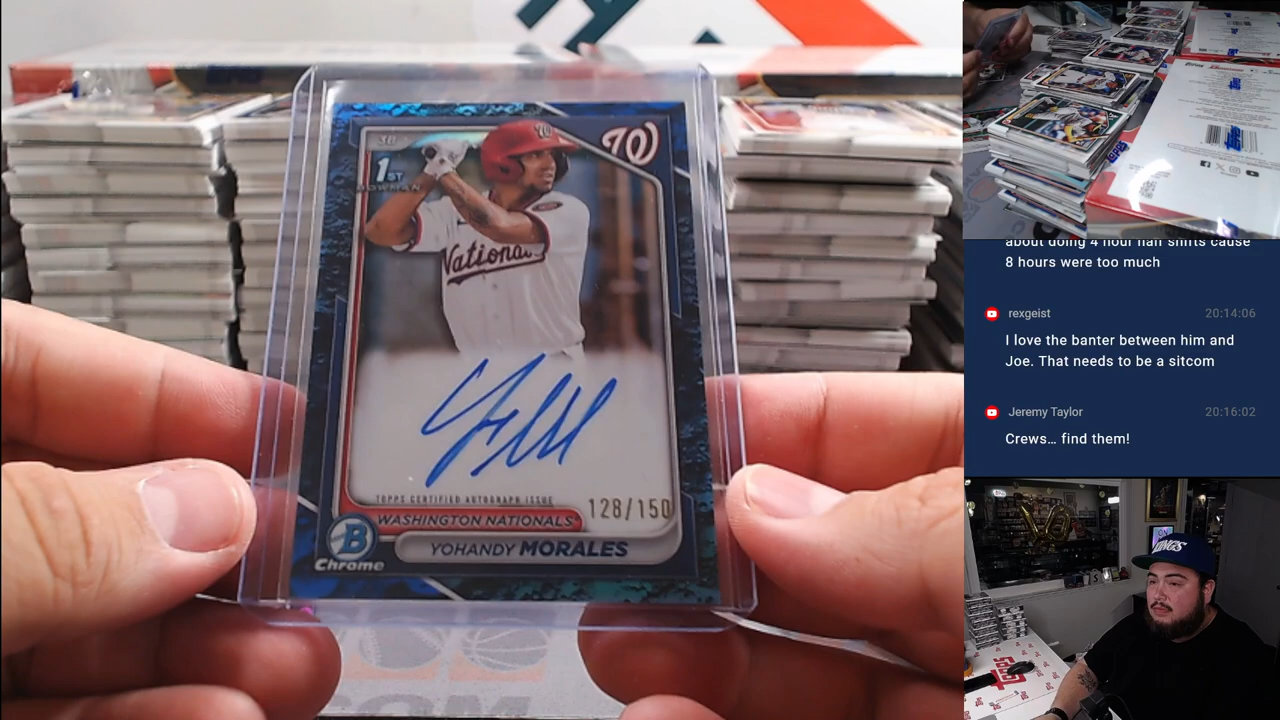 1ST
BOWMAN
W
Nationals
TOPPS CERTIFIED AUTOGRAPH ISSUE
128/150
WASHINGTON NATIONALS
YOHANDY MORALES
B
Chrome
about doing 4 hour half shifts cause
8 hours were too much
rexgeist 20:14:06
I love the banter between him and
Joe. That needs to be a sitcom
Jeremy Taylor 20:16:02
Crews... find them!
KINGS